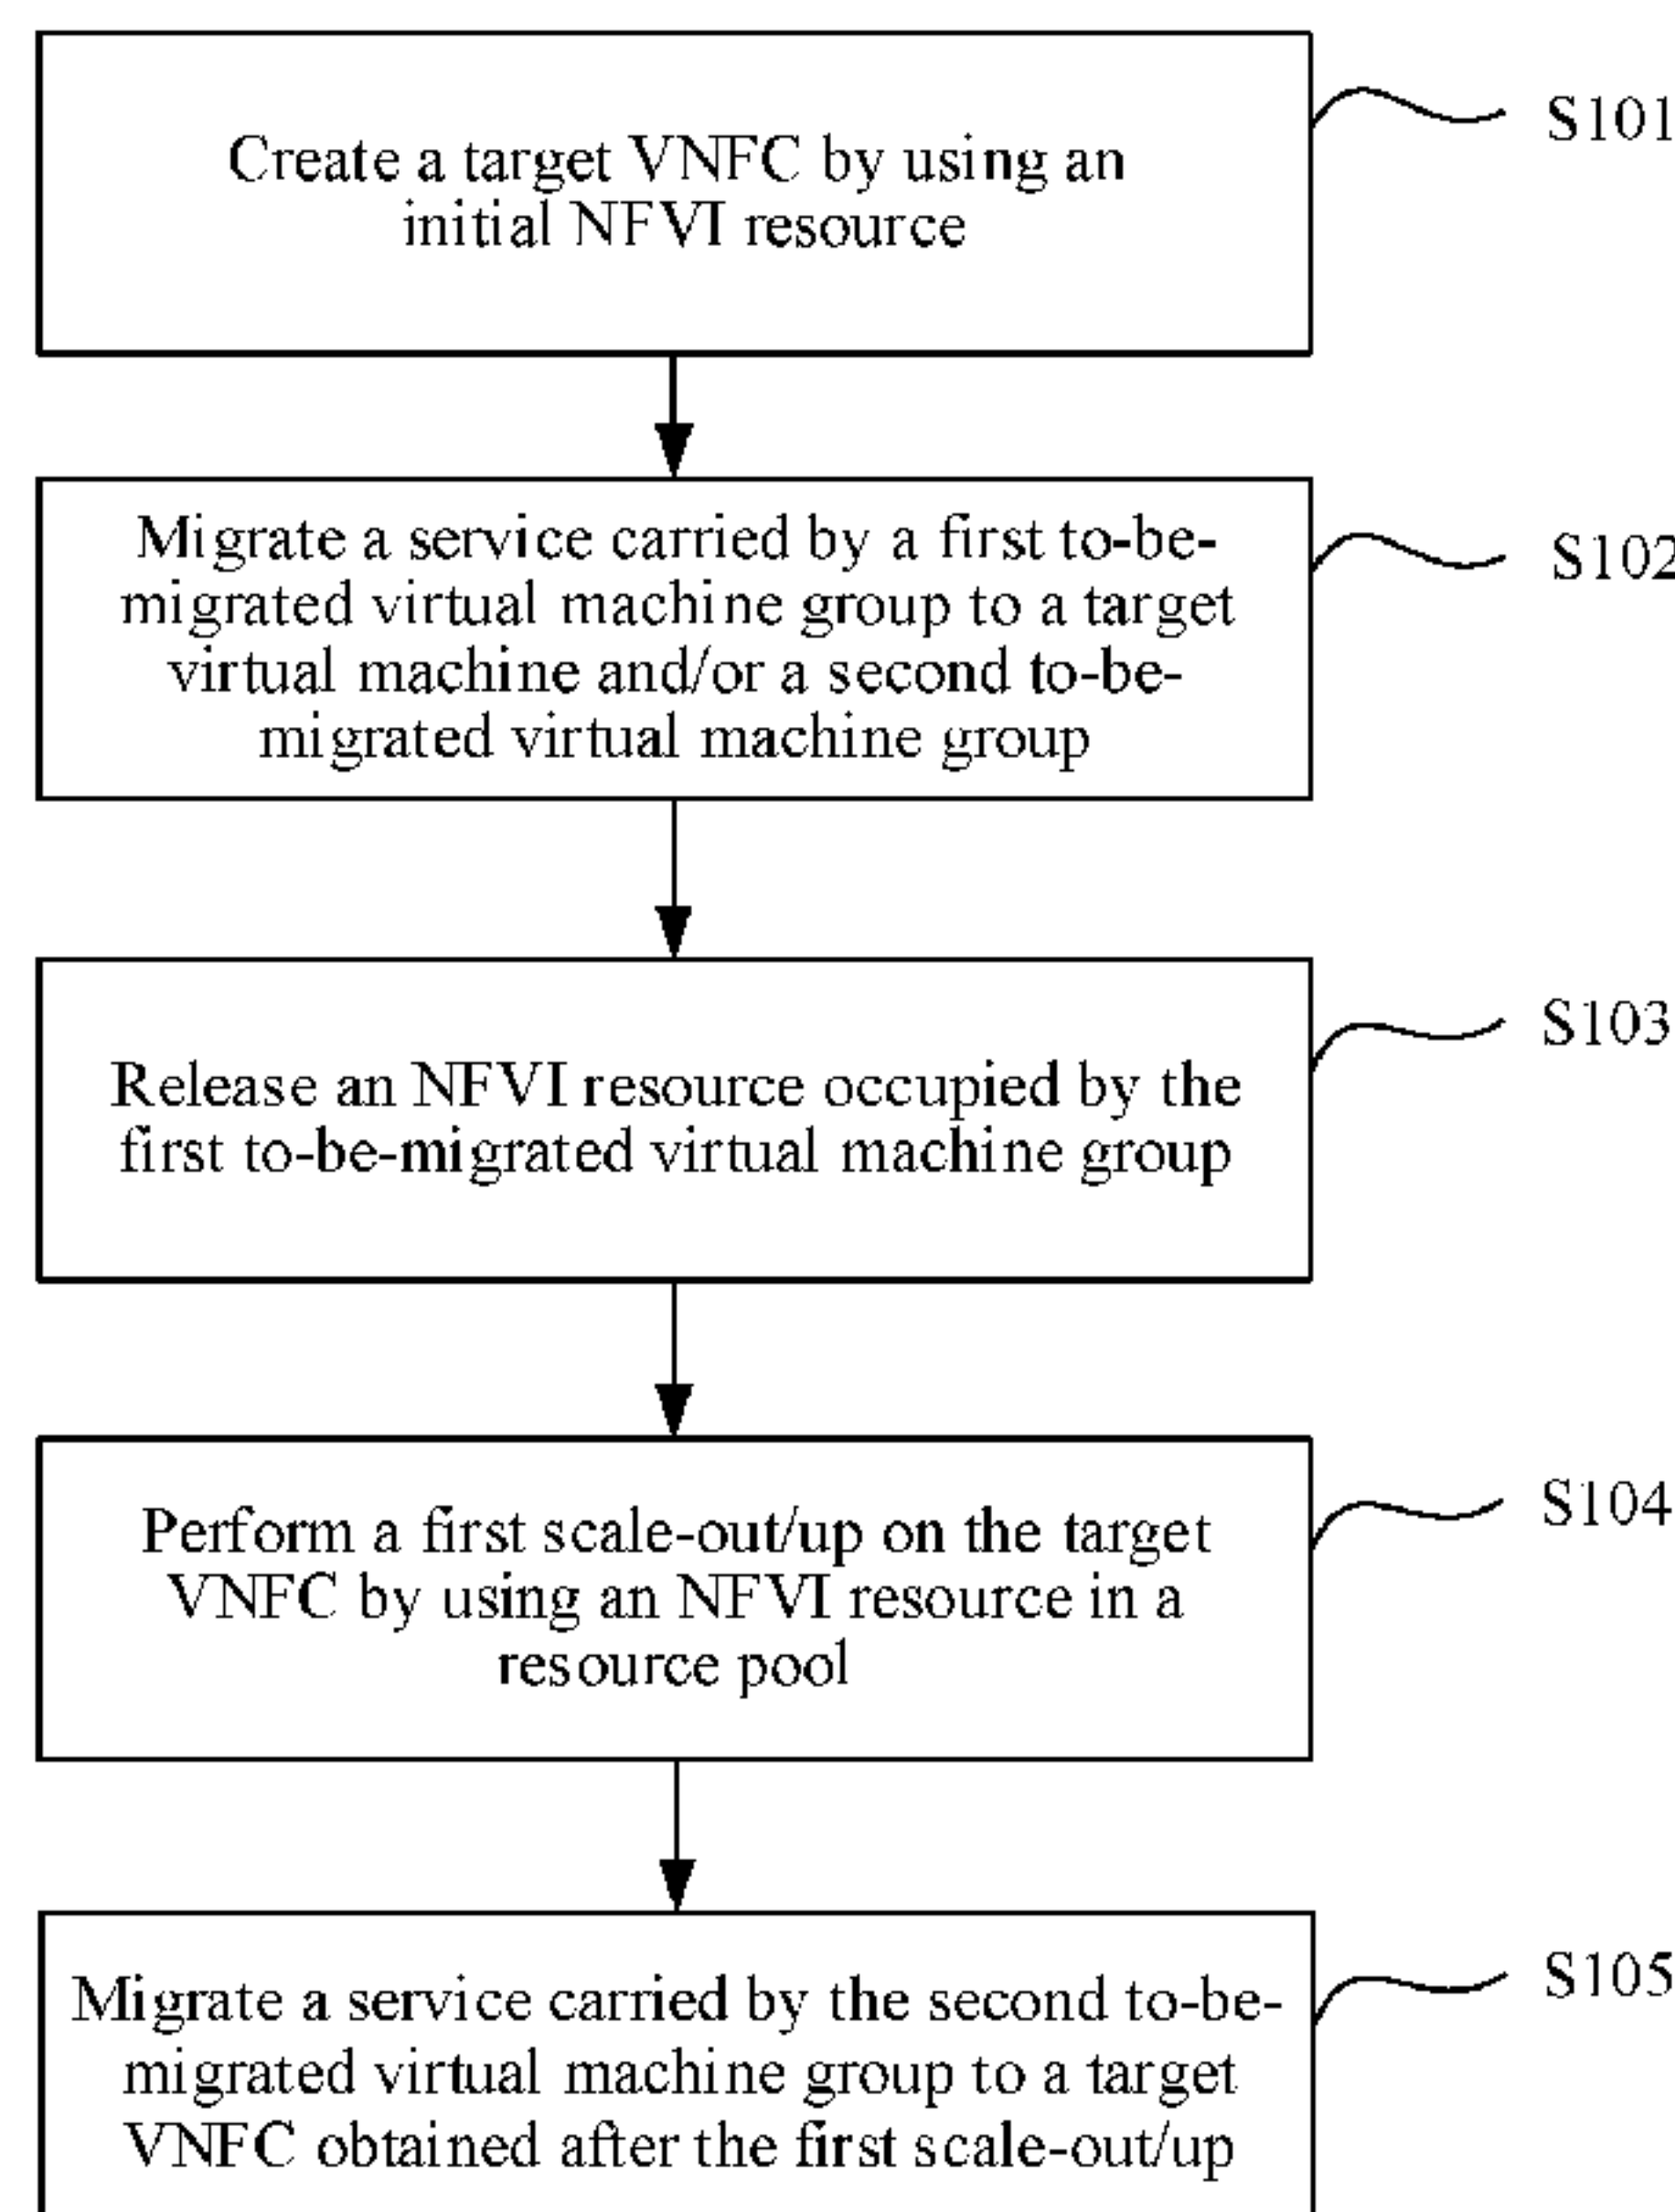 Create a target VNFC by using an
initial NFVI resource
S101
Migrate a service carried by a first to-be-
migrated virtual machine group to a target
virtual machine and/or a second to-be-
migrated virtual machine group
S102
Release an NFVI resource occupied by the
first to-be-migrated virtual machine group
S103
Perform a first scale-out/up on the target
VNFC by using an NFVI resource in a
resource pool
S104
Migrate a service carried by the second to-be-
migrated virtual machine group to a target
VNFC obtained after the first scale-out/up
S105